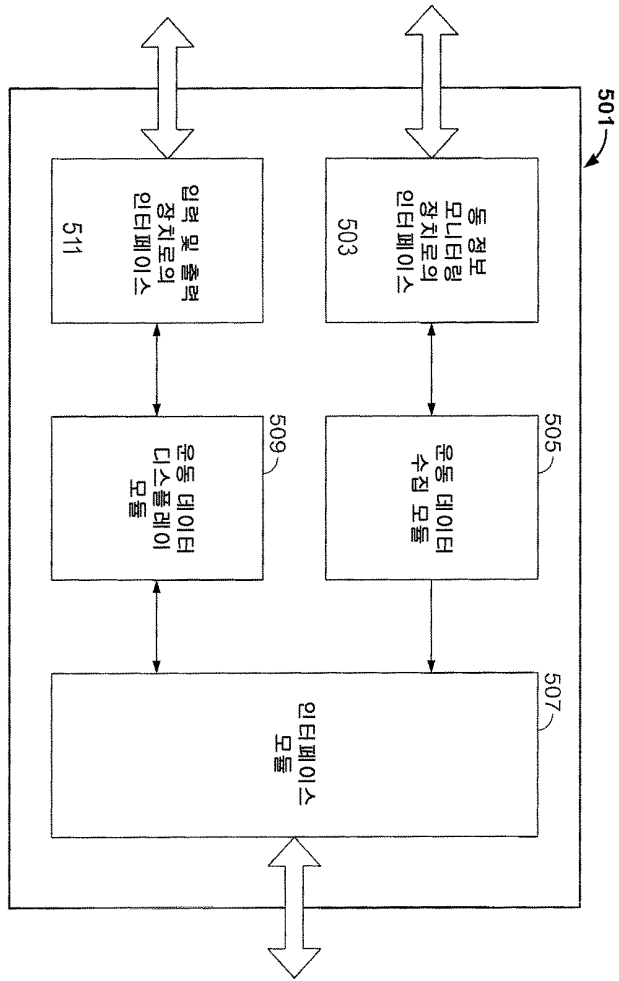 501
동 정보
모니터링
장치로의
인터페이스
503
505
운동 데이터
수집 모듈
507
인터페이스
모듈
입력 및 출력
장치로의
인터페이스
511
509
운동 데이터
디스플레이
모듈